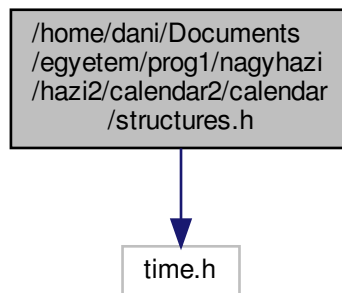 /home/dani/Documents
/egyetem/prog1/nagyhazi
/hazi2/calendar2/calendar
/structures.h
time.h